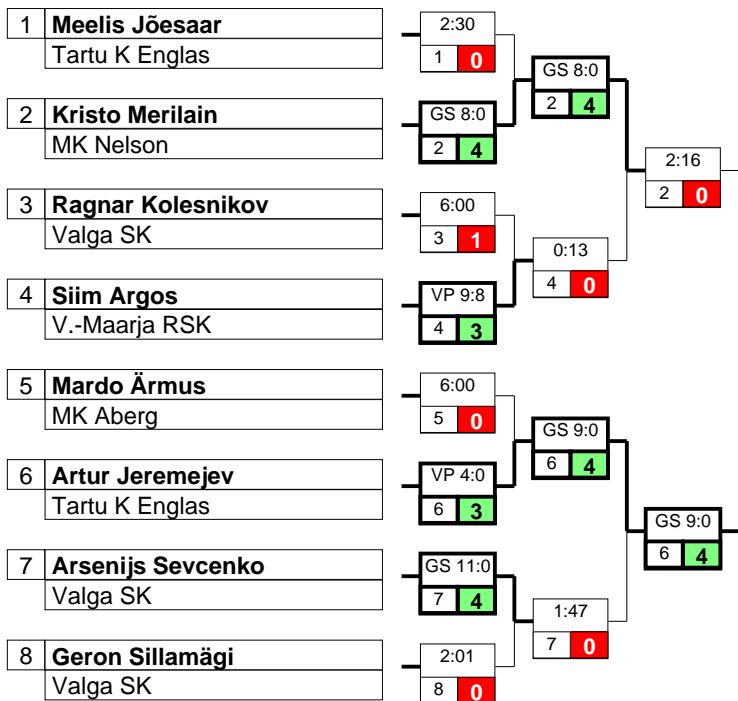 1 Meelis Jõesaar
Tartu K Englas
2:30
1 0
GS 8:0
2 4
2 Kristo Merilain
MK Nelson
GS 8:0
2 4
2:16
2 0
3 Ragnar Kolesnikov
Valga SK
6:00
3 1
0:13
4 0
4 Siim Argos
V.-Maarja RSK
VP 9:8
4 3
5 Mardo Ärmus
MK Aberg
6:00
5 0
GS 9:0
6 4
6 Artur Jeremejev
Tartu K Englas
VP 4:0
6 3
GS 9:0
6 4
7 Arsenijs Sevcenko
Valga SK
GS 11:0
7 4
1:47
7 0
8 Geron Sillamägi
Valga SK
2:01
8 0